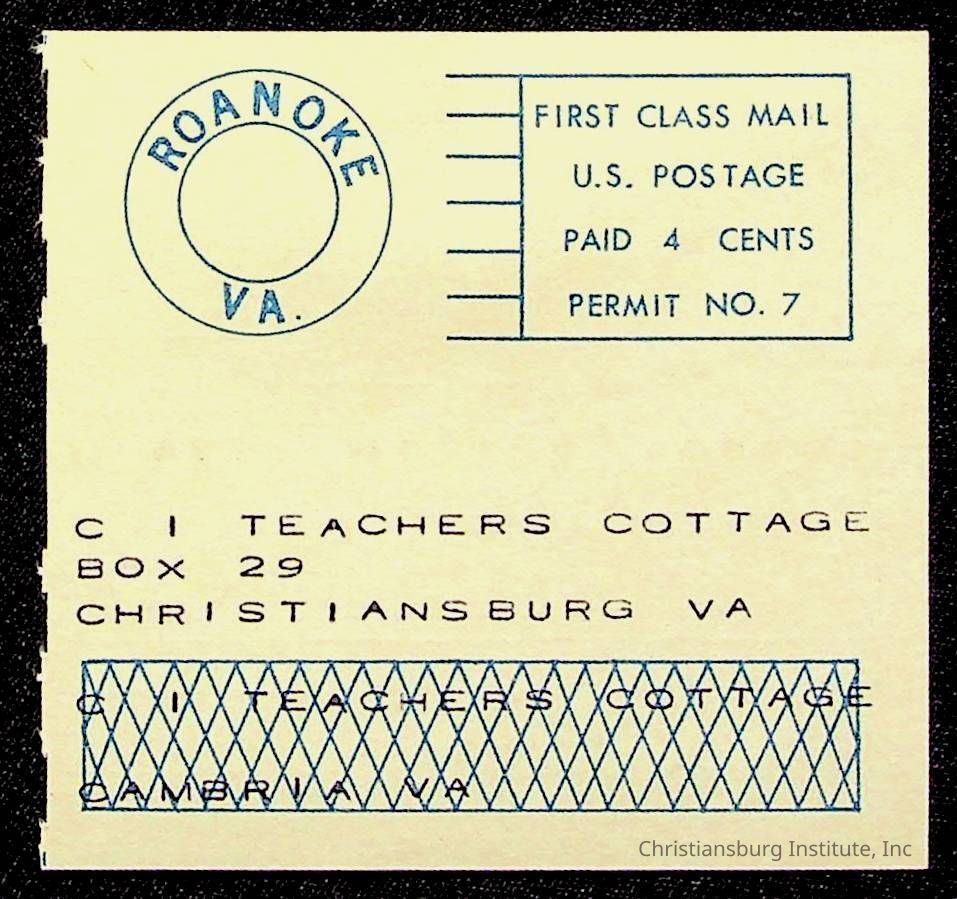 ROANOKE
VA.
FIRST CLASS MAIL
U.S. POSTAGE
PAID 4 CENTS
PERMIT NO. 7
C I TEACHERS COTTAGE
BOX 29
CHRISTIANSBURG VA
C I TEACHERS COTTAGE
CAMBRIA VA
Christiansburg Institute, Inc